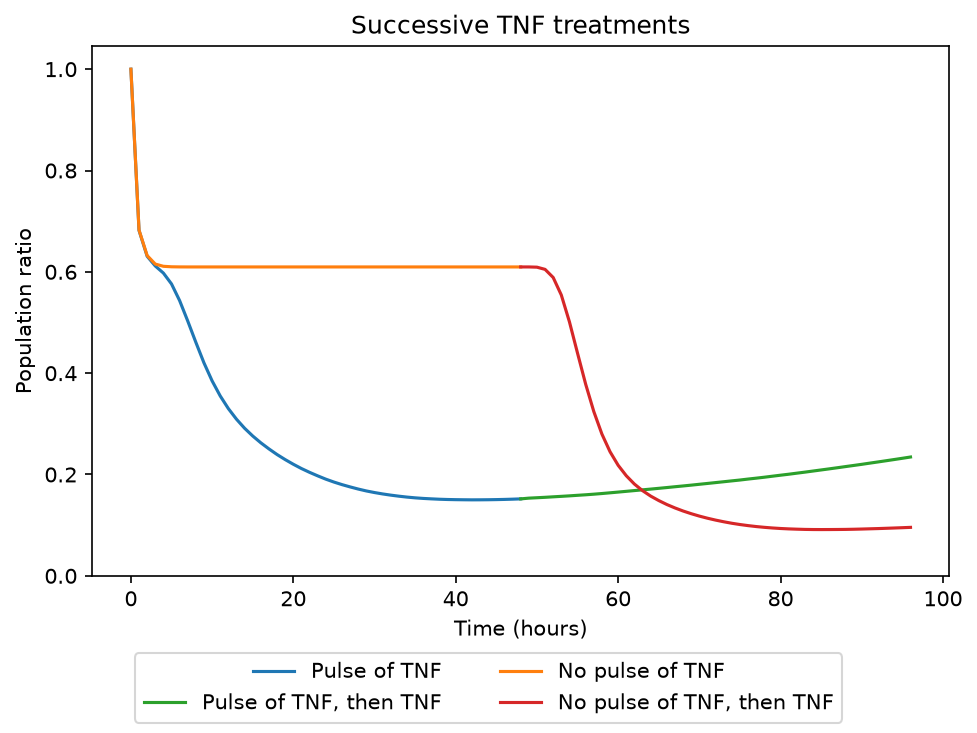 Successive TNF treatments
1.0
0.8
0.6
0.4
0.2
0.0
Population ratio
0 20 40 60 80 100
Time (hours)
Pulse of TNF No pulse of TNF
Pulse of TNF, then TNF No pulse of TNF, then TNF